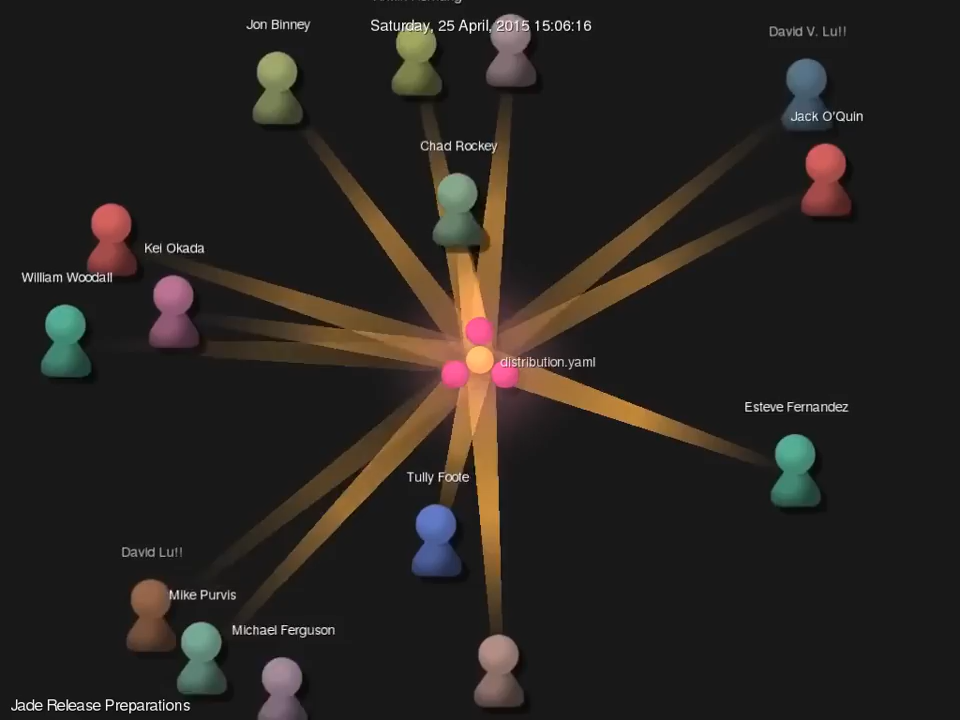 Saturday, 25 April, 2015 15:06:16
Jon Binney
David V. Lu!!
Jack O'Quin
Chad Rockey
Kei Okada
William Woodall
distribution.yaml
Esteve Fernandez
Tully Foote
David Lu!!
Mike Purvis
Michael Ferguson
Jade Release Preparations